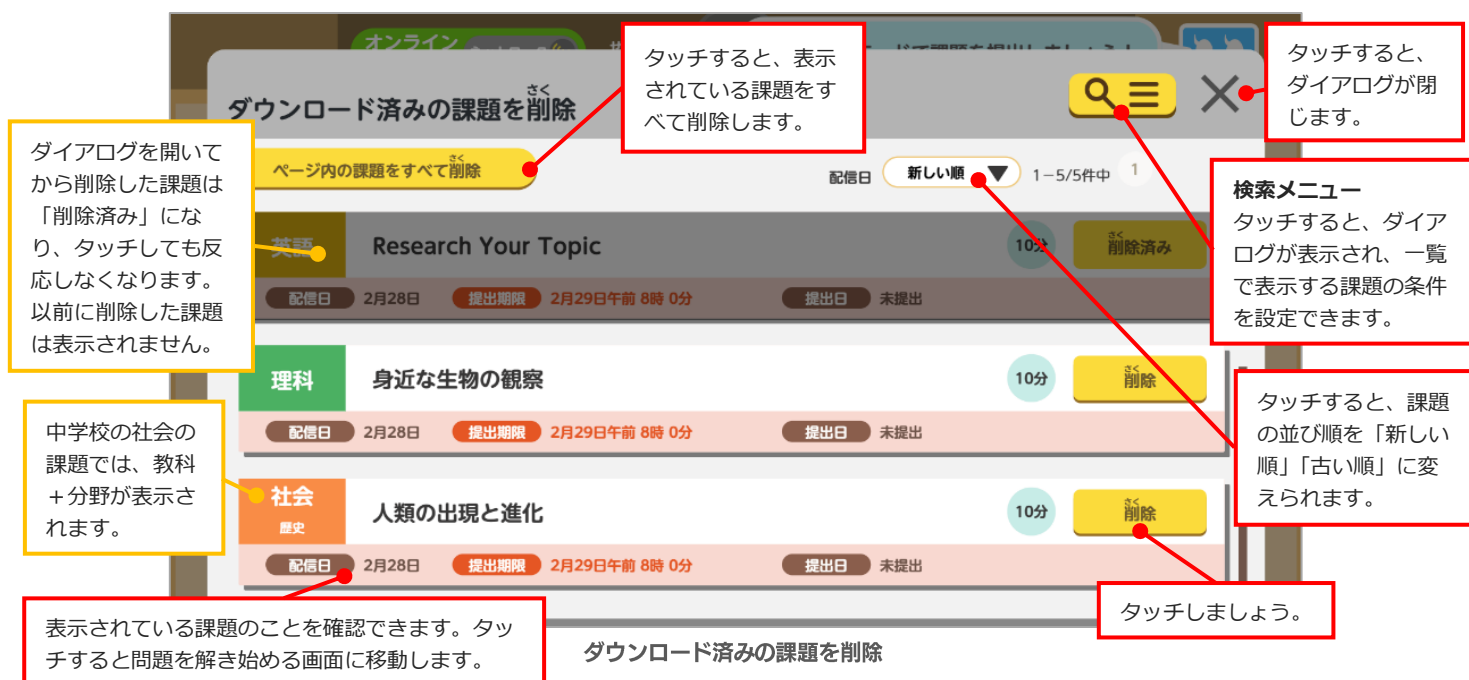 オンライン
タッチすると、表示
されている課題をす
べて削除します。
タッチすると、
ダイアログが閉
じます。
ダウンロード済みの課題を削除
さく
ダイアログを開いて
から削除した課題は
「削除済み」にな
り、タッチしても反
応しなくなります。
以前に削除した課題
は表示されません。
ページ内の課題をすべて削除
さく
配信日 新しい順 ▼ 1-5/5件中 1
検索メニュー
タッチすると、ダイア
ログが表示され、一覧
で表示する課題の条件
を設定できます。
英語 Research Your Topic 10分 削除済み
さく
配信日 2月28日 提出期限 2月29日午前 8時 0分 提出日 未提出
理科 身近な生物の観察 10分 削除
さく
配信日 2月28日 提出期限 2月29日午前 8時 0分 提出日 未提出
タッチすると、課題
の並び順を「新しい
順」「古い順」に変
えられます。
中学校の社会の
課題では、教科
+分野が表示さ
れます。
社会 人類の出現と進化 10分 削除
さく
歴史
配信日 2月28日 提出期限 2月29日午前 8時 0分 提出日 未提出
タッチしましょう。
表示されている課題のことを確認できます。タッ
チすると問題を解き始める画面に移動します。
ダウンロード済みの課題を削除